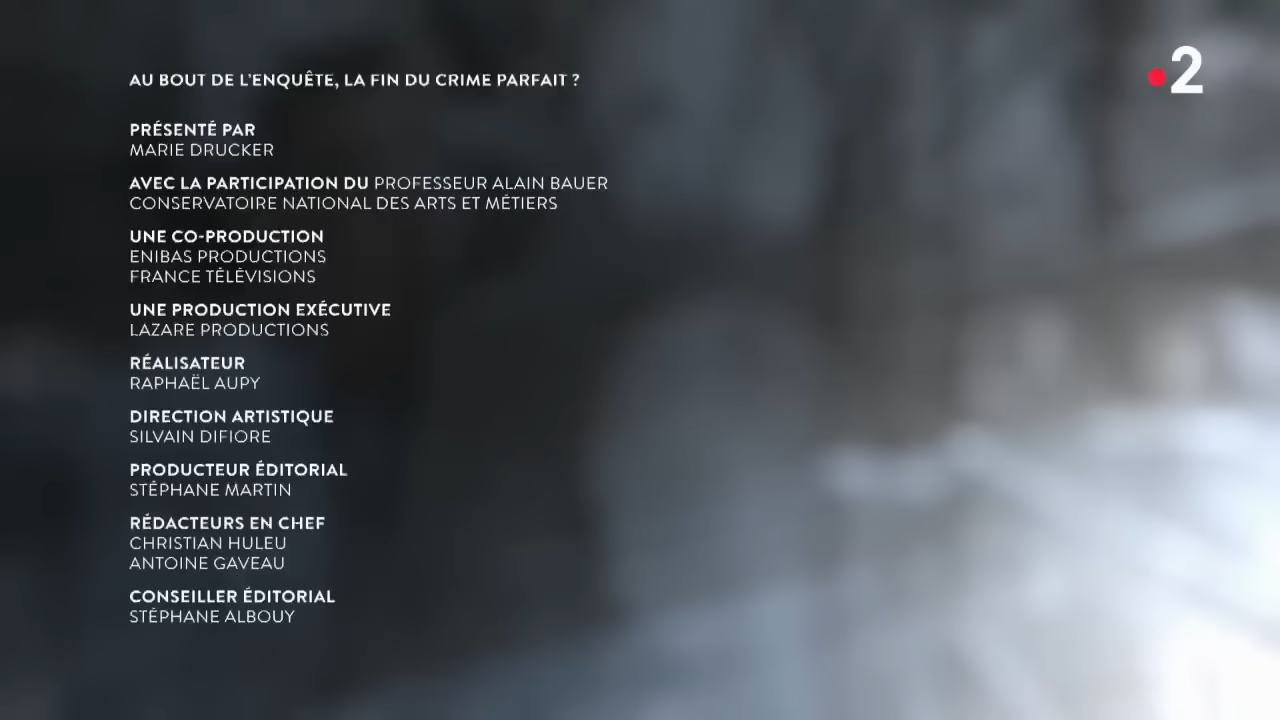 AU BOUT DE L'ENQUÊTE, LA FIN DU CRIME PARFAIT ?
2
PRÉSENTÉ PAR
MARIE DRUCKER
AVEC LA PARTICIPATION DU PROFESSEUR ALAIN BAUER
CONSERVATOIRE NATIONAL DES ARTS ET MÉTIERS
UNE CO-PRODUCTION
ENIBAS PRODUCTIONS
FRANCE TÉLÉVISIONS
UNE PRODUCTION EXÉCUTIVE
LAZARE PRODUCTIONS
RÉALISATEUR
RAPHAËL AUPY
DIRECTION ARTISTIQUE
SILVAIN DIFIORE
PRODUCTEUR ÉDITORIAL
STÉPHANE MARTIN
RÉDACTEURS EN CHEF
CHRISTIAN HULEU
ANTOINE GAVEAU
CONSEILLER ÉDITORIAL
STÉPHANE ALBOUY